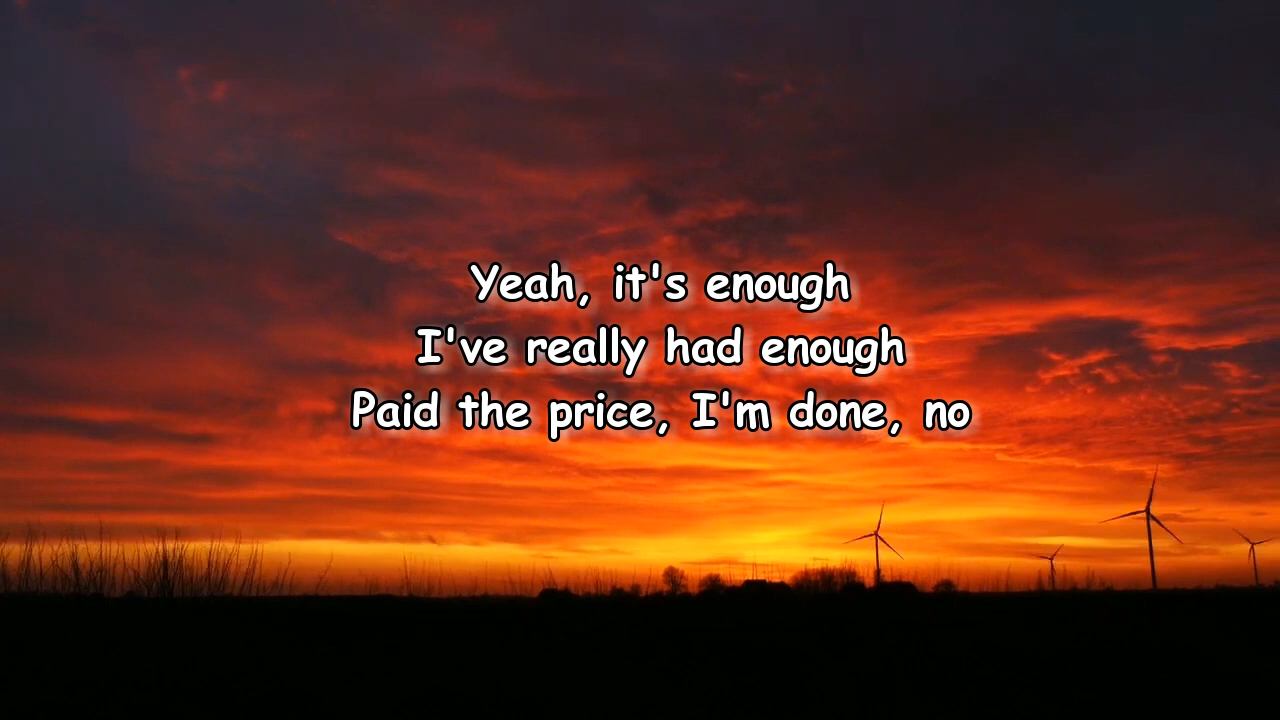 Yeah, it's enough
I've really had enough
Paid the price, I'm done, no